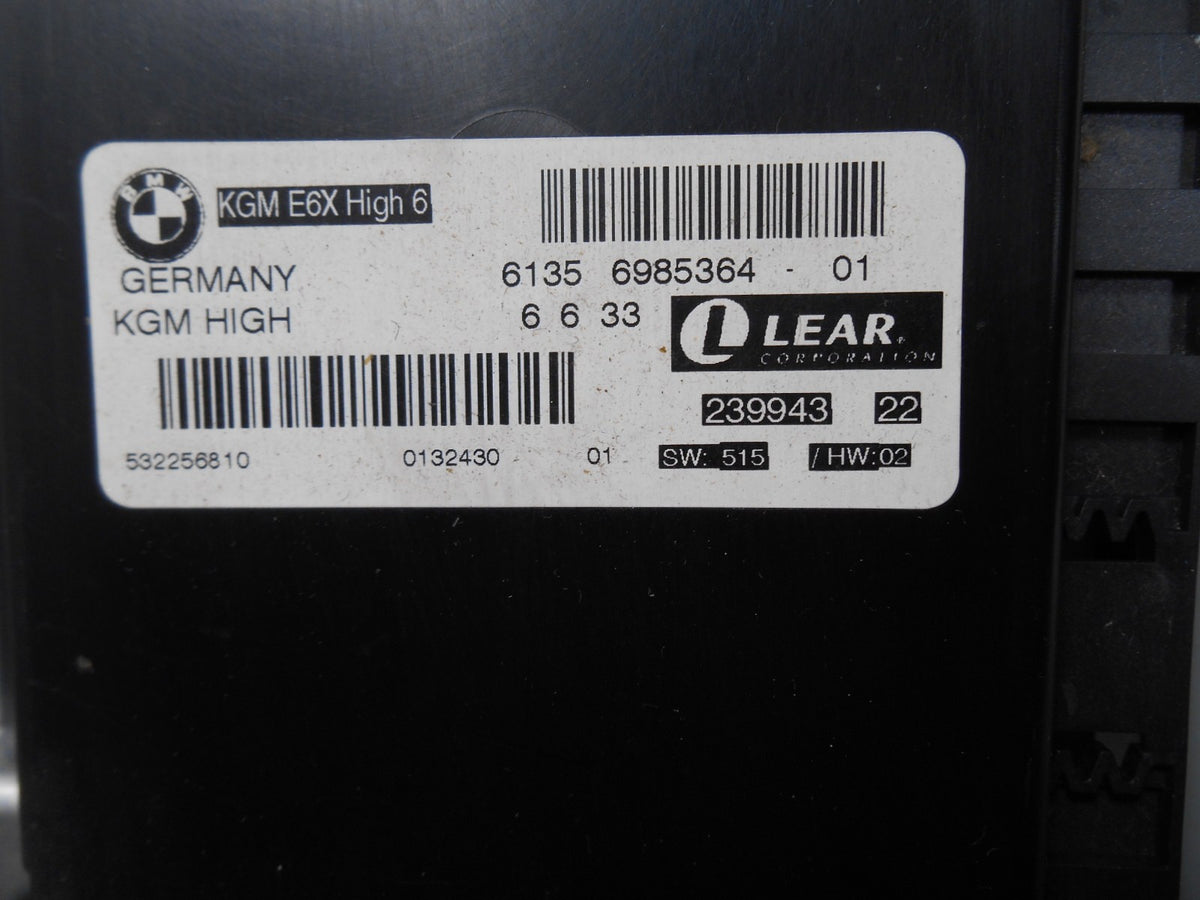 BMW
KGM E6X High 6
GERMANY
6135 6985364 - 01
KGM HIGH
6 6 33
LEAR
CORPORATION
239943 22
532256810 0132430 01 SW: 515 / HW:02